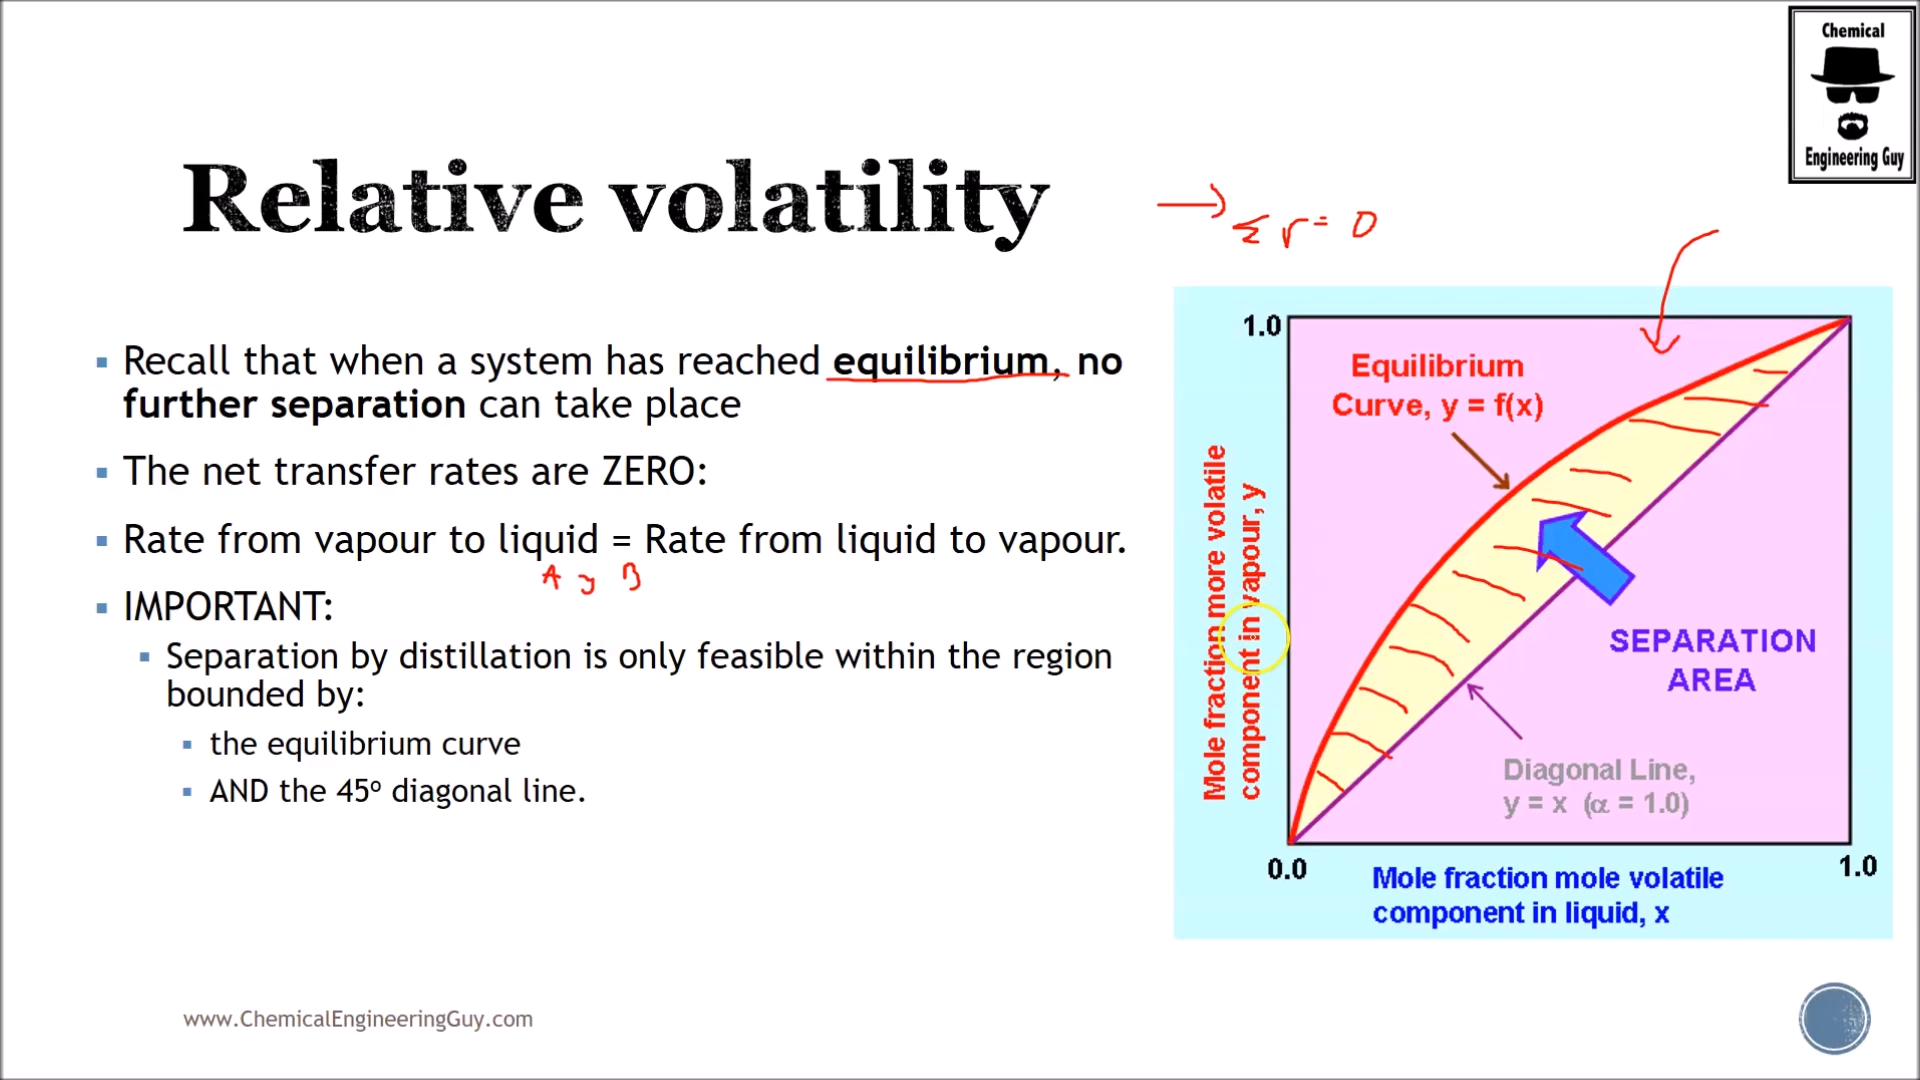 Chemical
Engineering Guy
Relative volatility
Σ r = 0
▪ Recall that when a system has reached equilibrium, no
further separation can take place
▪ The net transfer rates are ZERO:
▪ Rate from vapour to liquid = Rate from liquid to vapour.
A y B
▪ IMPORTANT:
▪ Separation by distillation is only feasible within the region
bounded by:
▪ the equilibrium curve
▪ AND the 45º diagonal line.
1.0
Equilibrium
Curve, y = f(x)
Mole fraction more volatile
component in vapour, y
SEPARATION
AREA
Diagonal Line,
y = x (α = 1.0)
0.0
1.0
Mole fraction mole volatile
component in liquid, x
www.ChemicalEngineeringGuy.com